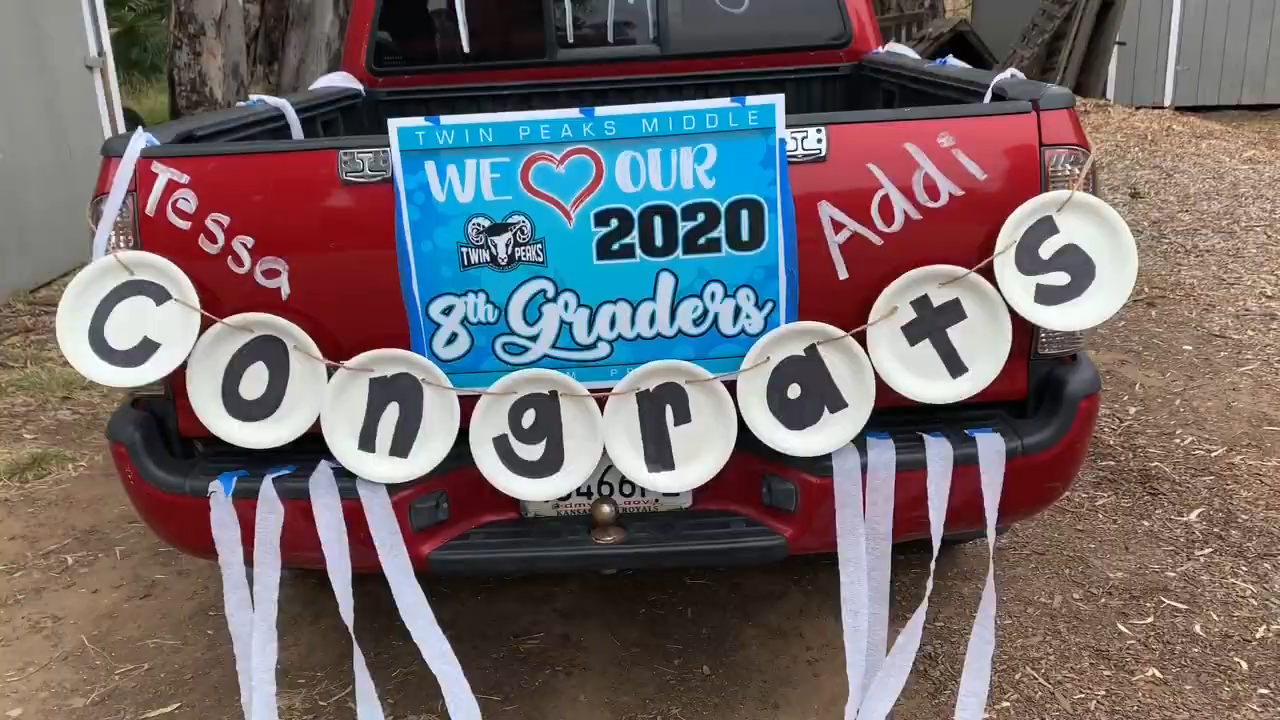 TWIN PEAKS MIDDLE
WE OUR
2020
TWIN PEAKS
8th Graders
Tessa
Addi
Congrats